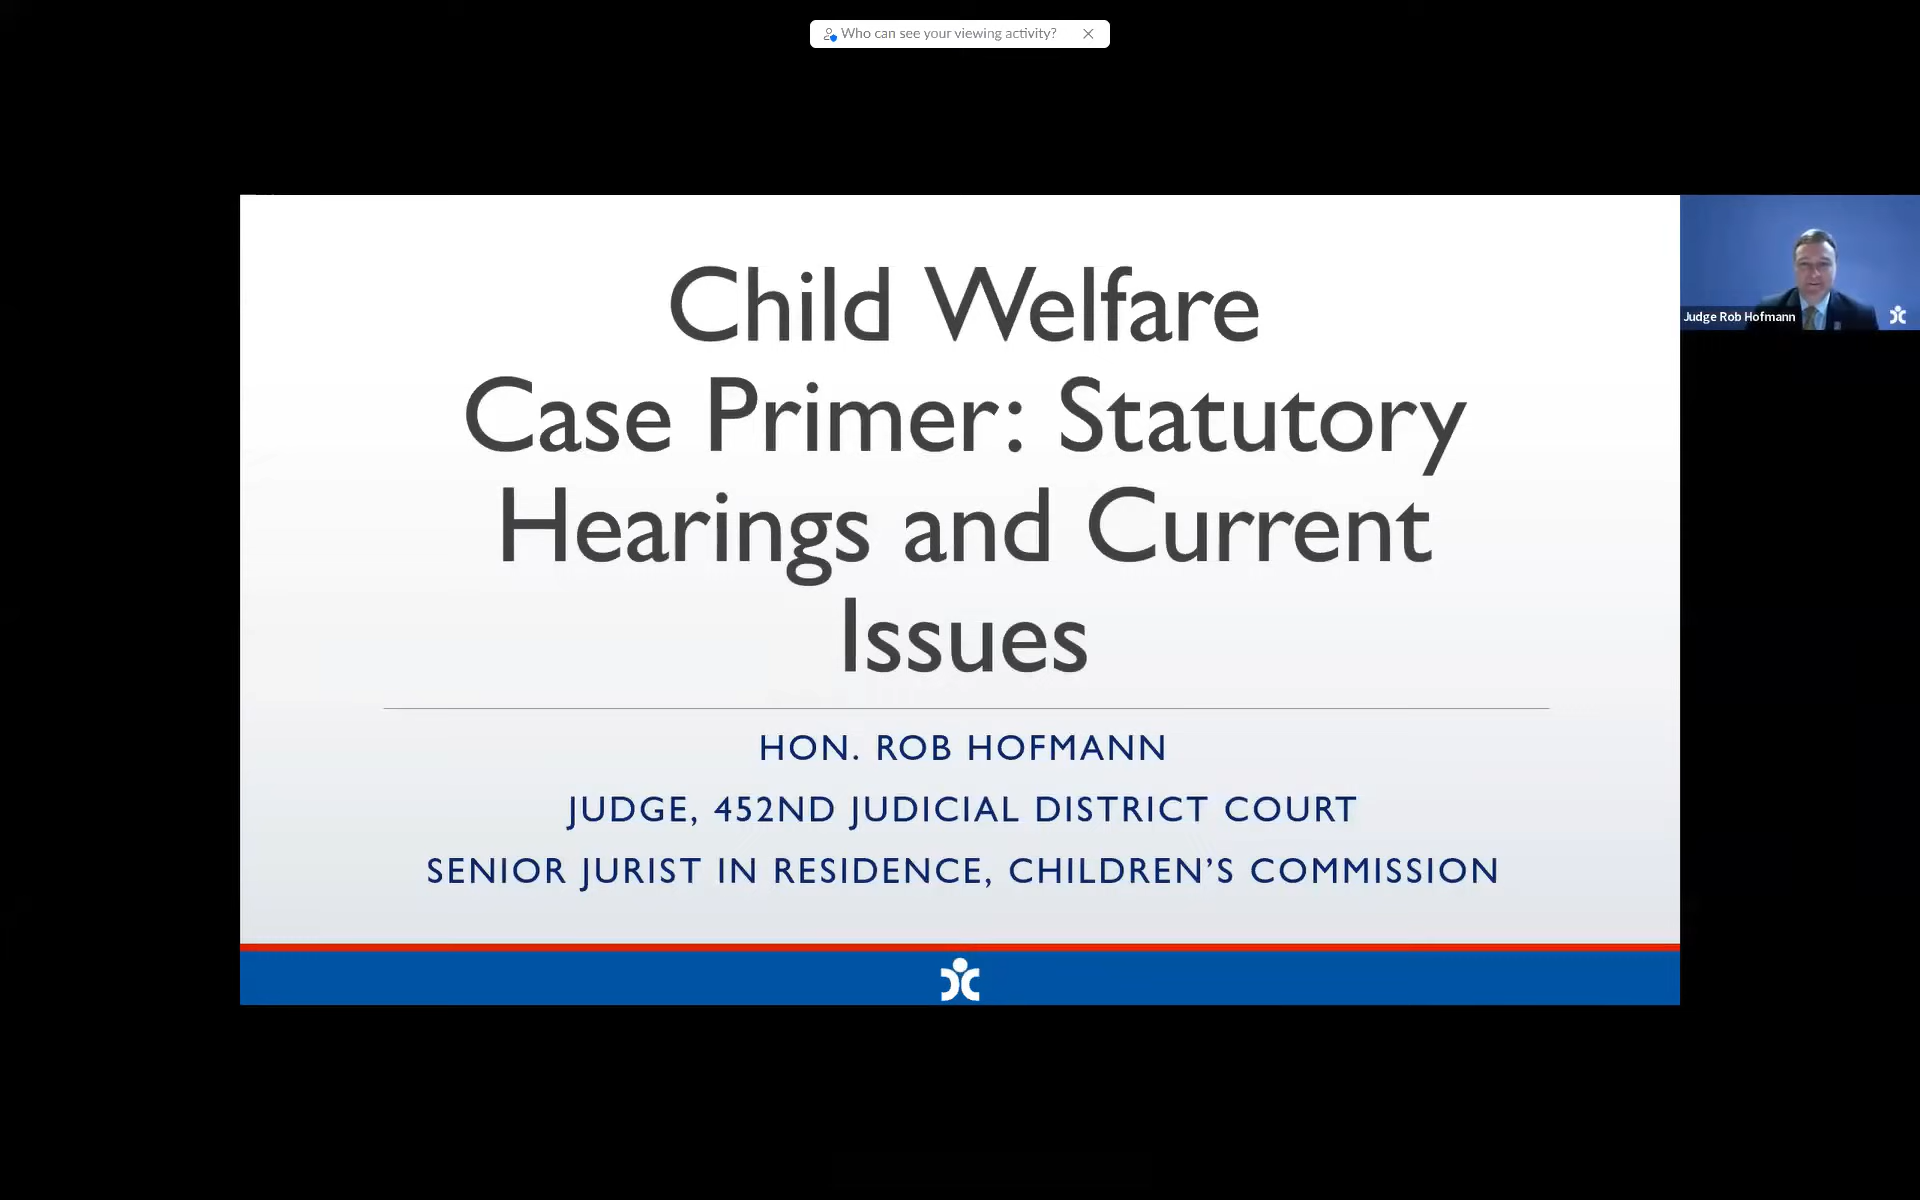 Who can see your viewing activity?
Child Welfare
Case Primer: Statutory
Hearings and Current
Issues
Judge Rob Hofmann
HON. ROB HOFMANN
JUDGE, 452ND JUDICIAL DISTRICT COURT
SENIOR JURIST IN RESIDENCE, CHILDREN’S COMMISSION